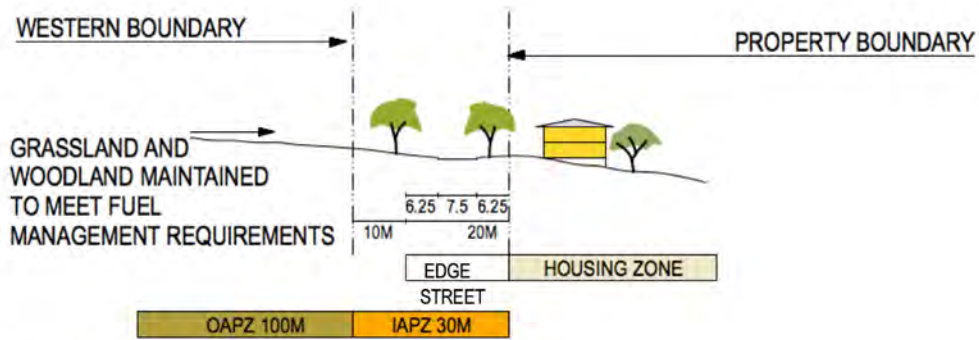 WESTERN BOUNDARY
PROPERTY BOUNDARY
GRASSLAND AND
WOODLAND MAINTAINED
TO MEET FUEL
MANAGEMENT REQUIREMENTS
6.25 7.5 6.25
10M 20M
EDGE
STREET
HOUSING ZONE
OAPZ 100M IAPZ 30M